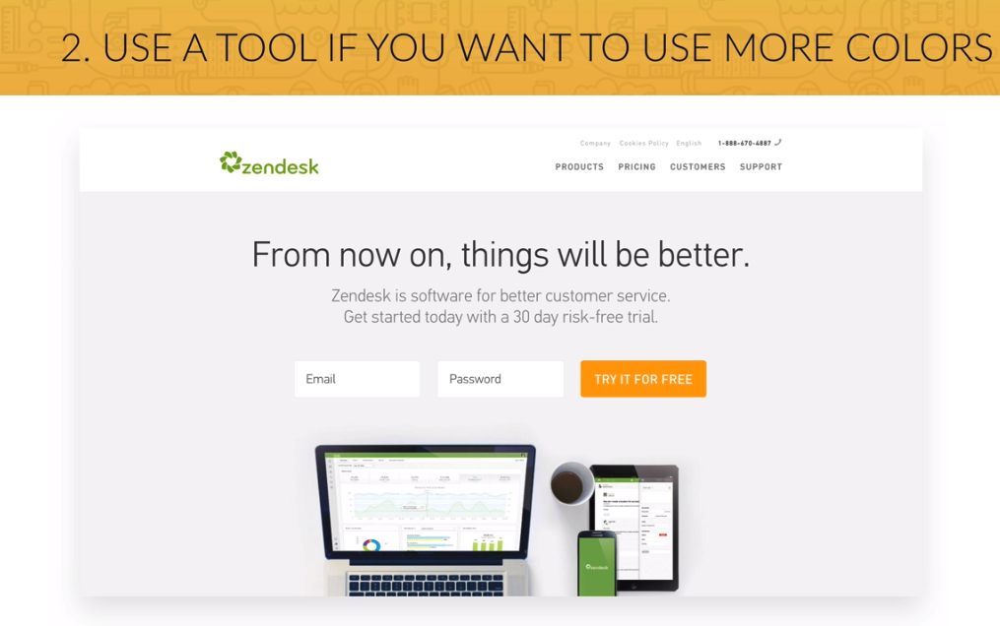 2. USE A TOOL IF YOU WANT TO USE MORE COLORS
Company Cookies Policy English 1-888-670-4887
zendesk
PRODUCTS PRICING CUSTOMERS SUPPORT
From now on, things will be better.
Zendesk is software for better customer service.
Get started today with a 30 day risk-free trial.
Email Password TRY IT FOR FREE
zendesk